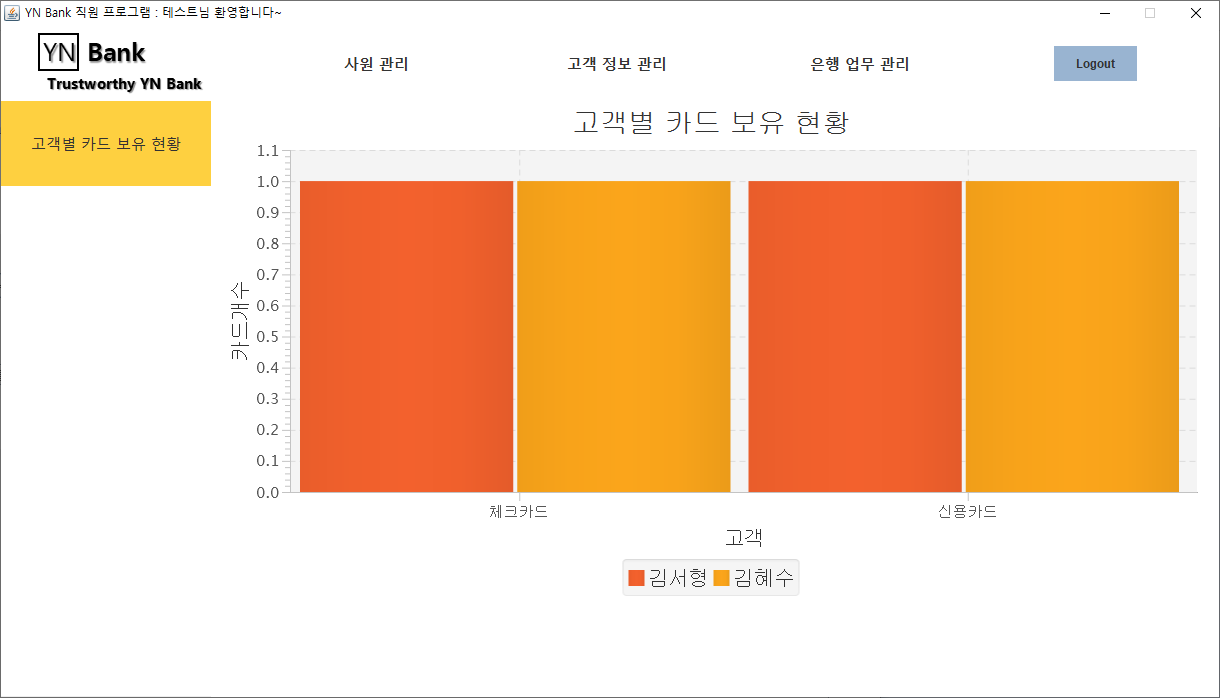 YN Bank 직원 프로그램 : 테스트님 환영합니다~
YN Bank
Trustworthy YN Bank
사원 관리
고객 정보 관리
은행 업무 관리
Logout
고객별 카드 보유 현황
고객별 카드 보유 현황
카드개수
1.1
1.0
0.9
0.8
0.7
0.6
0.5
0.4
0.3
0.2
0.1
0.0
체크카드
신용카드
고객
김서형
김혜수